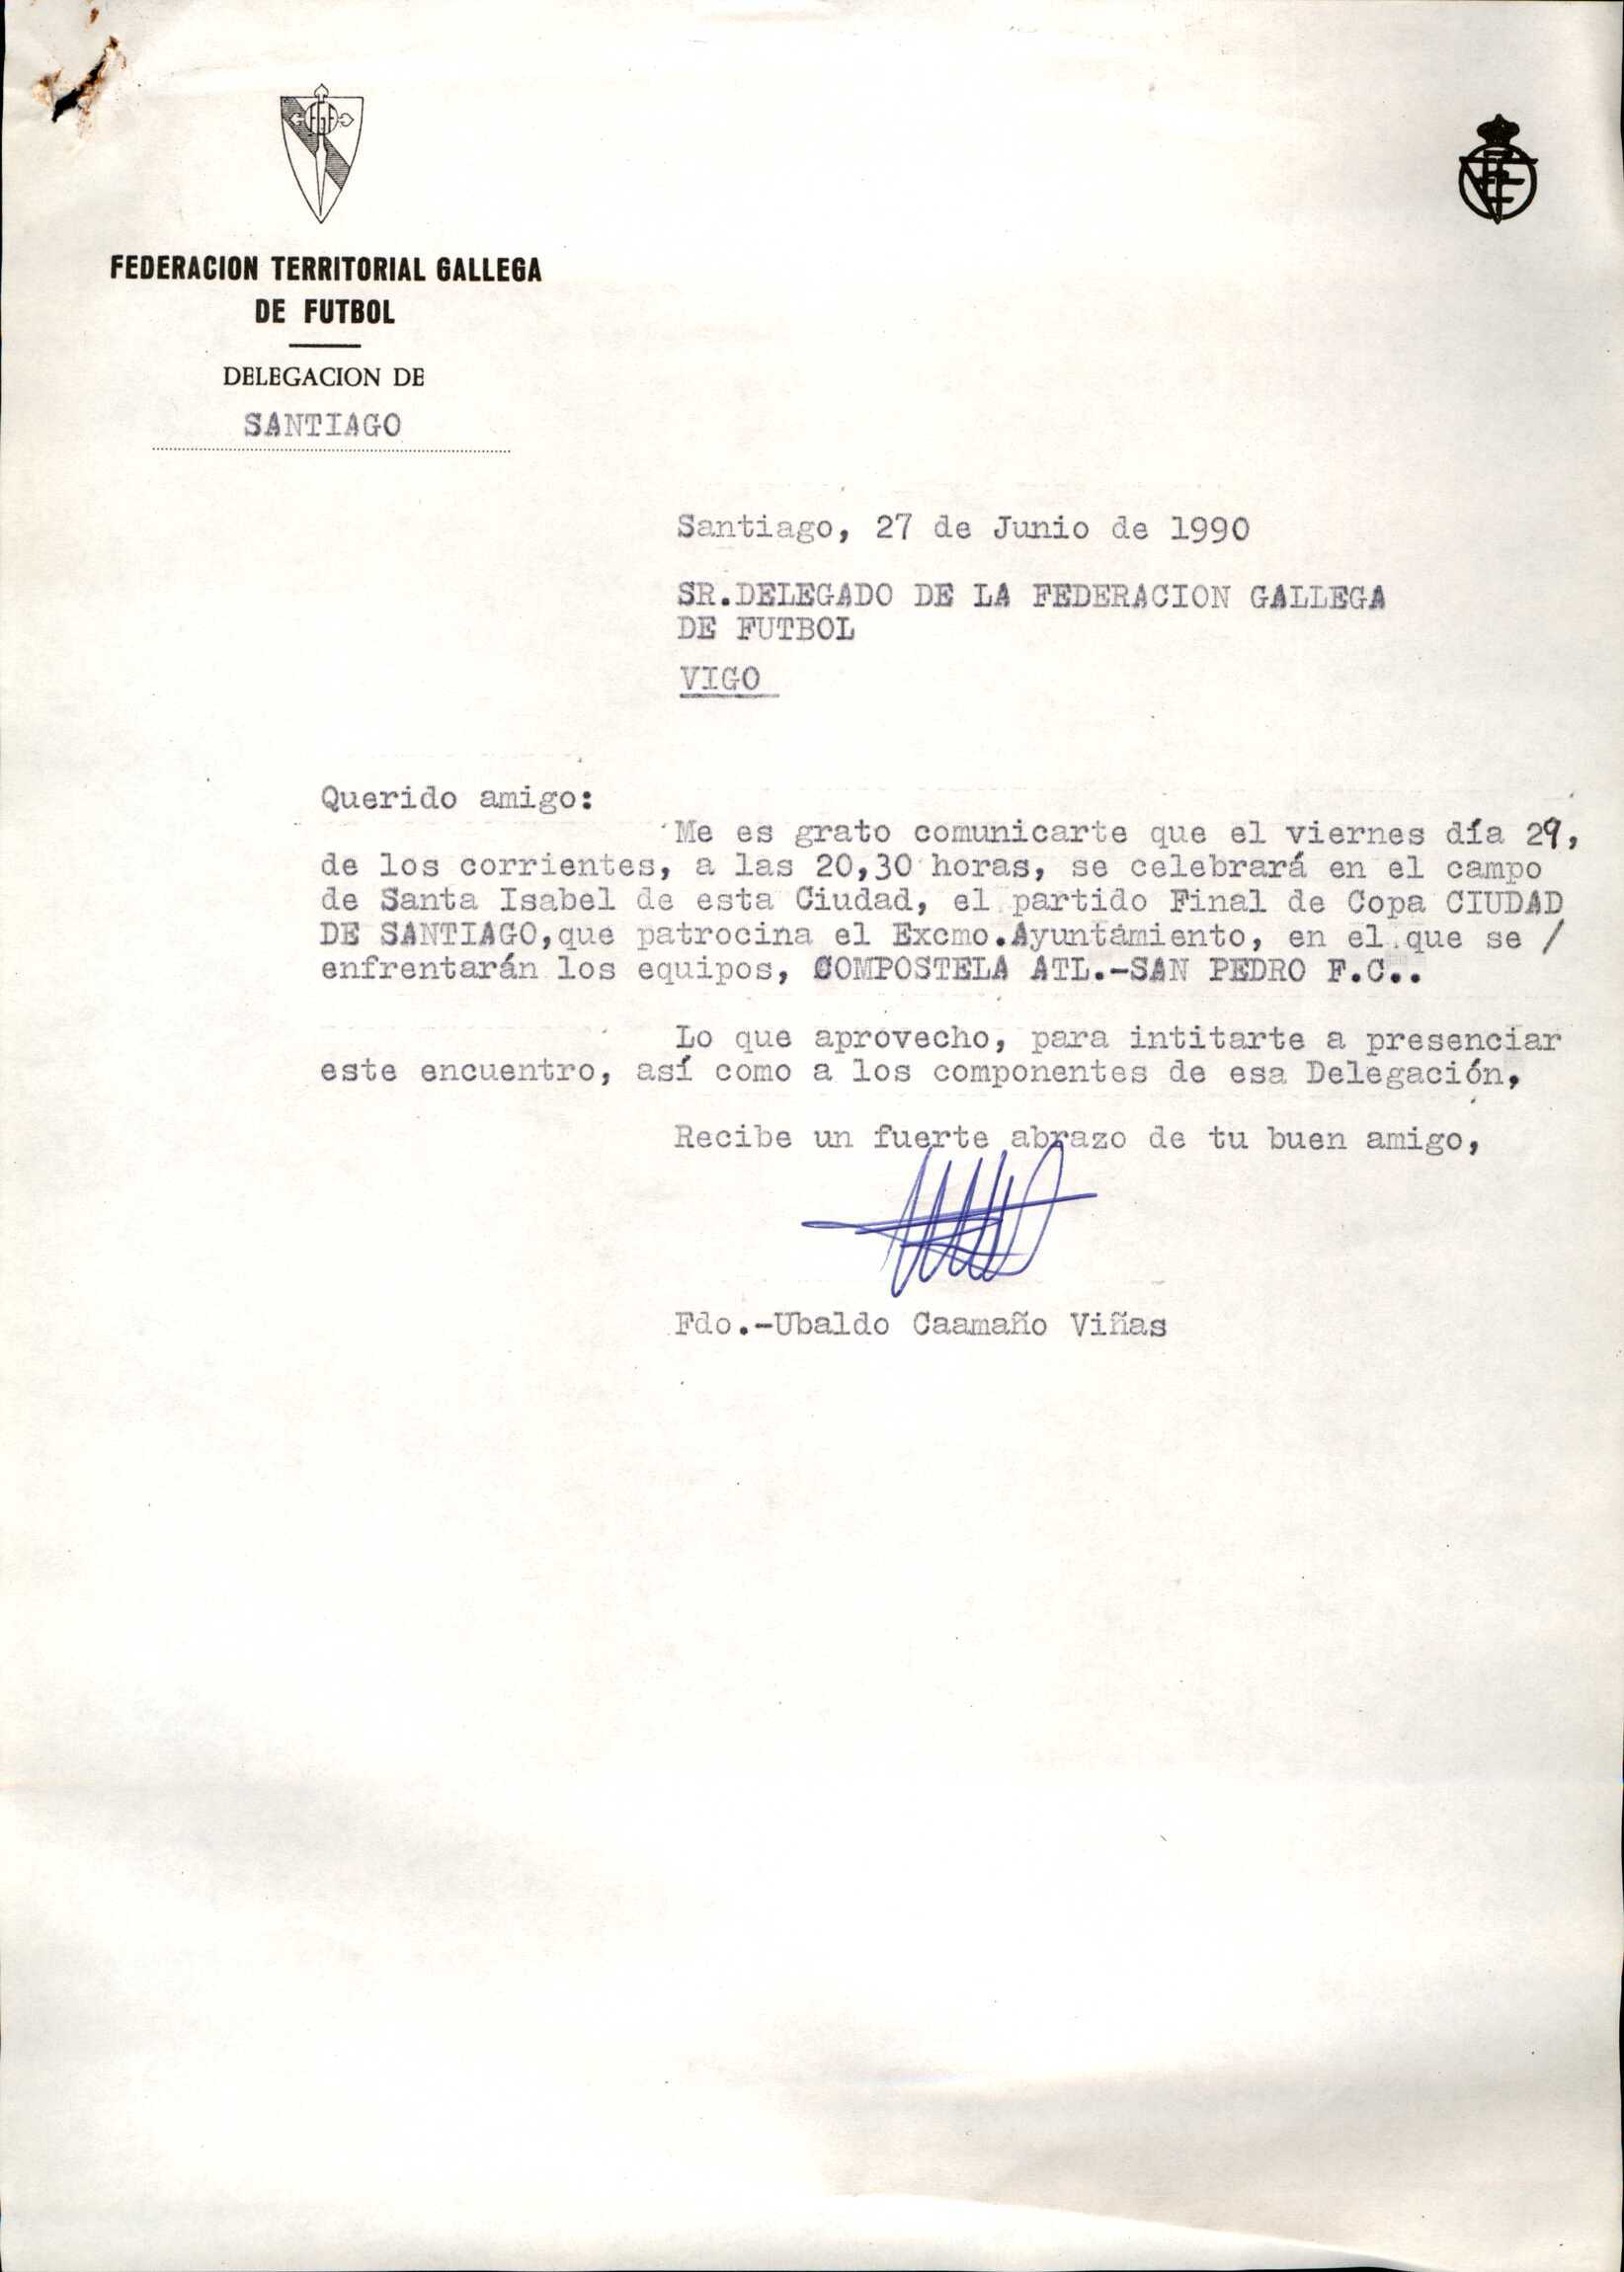 FGF
FEDERACION TERRITORIAL GALLEGA
DE FUTBOL
DELEGACION DE
SANTIAGO
Santiago, 27 de Junio de 1990
SR.DELEGADO DE LA FEDERACION GALLEGA
DE FUTBOL
VIGO
Querido amigo:
Me es grato comunicarte que el viernes día 29,
de los corrientes, a las 20,30 horas, se celebrará en el campo
de Santa Isabel de esta Ciudad, el partido Final de Copa CIUDAD
DE SANTIAGO,que patrocina el Excmo.Ayuntamiento, en el que se /
enfrentarán los equipos, COMPOSTELA ATL.-SAN PEDRO F.C..
Lo que aprovecho, para intitarte a presenciar
este encuentro, así como a los componentes de esa Delegación,
Recibe un fuerte abrazo de tu buen amigo,
Fdo.-Ubaldo Caamaño Viñas